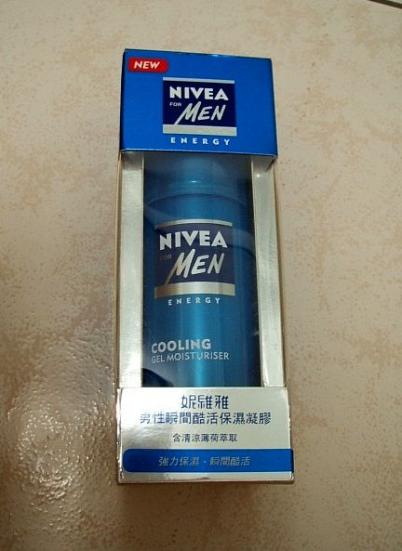 NEW
NIVEA
FOR
MEN
ENERGY
NIVEA
FOR
MEN
ENERGY
COOLING
GEL MOISTURISER
妮維雅
男性瞬間酷活保濕凝膠
含清涼薄荷萃取
強力保濕‧瞬間酷活